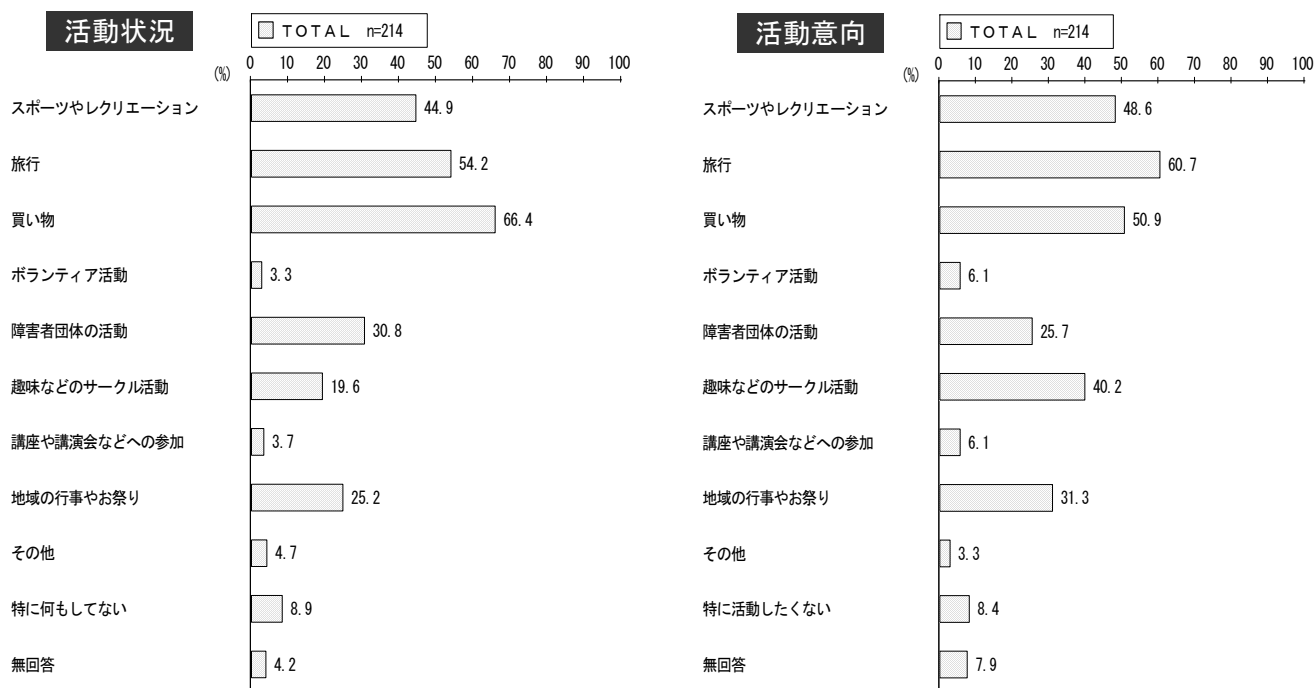 活動状況
TOTAL n=214
(%) 0 10 20 30 40 50 60 70 80 90 100
スポーツやレクリエーション 44.9
旅行 54.2
買い物 66.4
ボランティア活動 3.3
障害者団体の活動 30.8
趣味などのサークル活動 19.6
講座や講演会などへの参加 3.7
地域の行事やお祭り 25.2
その他 4.7
特に何もしてない 8.9
無回答 4.2
活動意向
TOTAL n=214
(%) 0 10 20 30 40 50 60 70 80 90 100
スポーツやレクリエーション 48.6
旅行 60.7
買い物 50.9
ボランティア活動 6.1
障害者団体の活動 25.7
趣味などのサークル活動 40.2
講座や講演会などへの参加 6.1
地域の行事やお祭り 31.3
その他 3.3
特に活動したくない 8.4
無回答 7.9